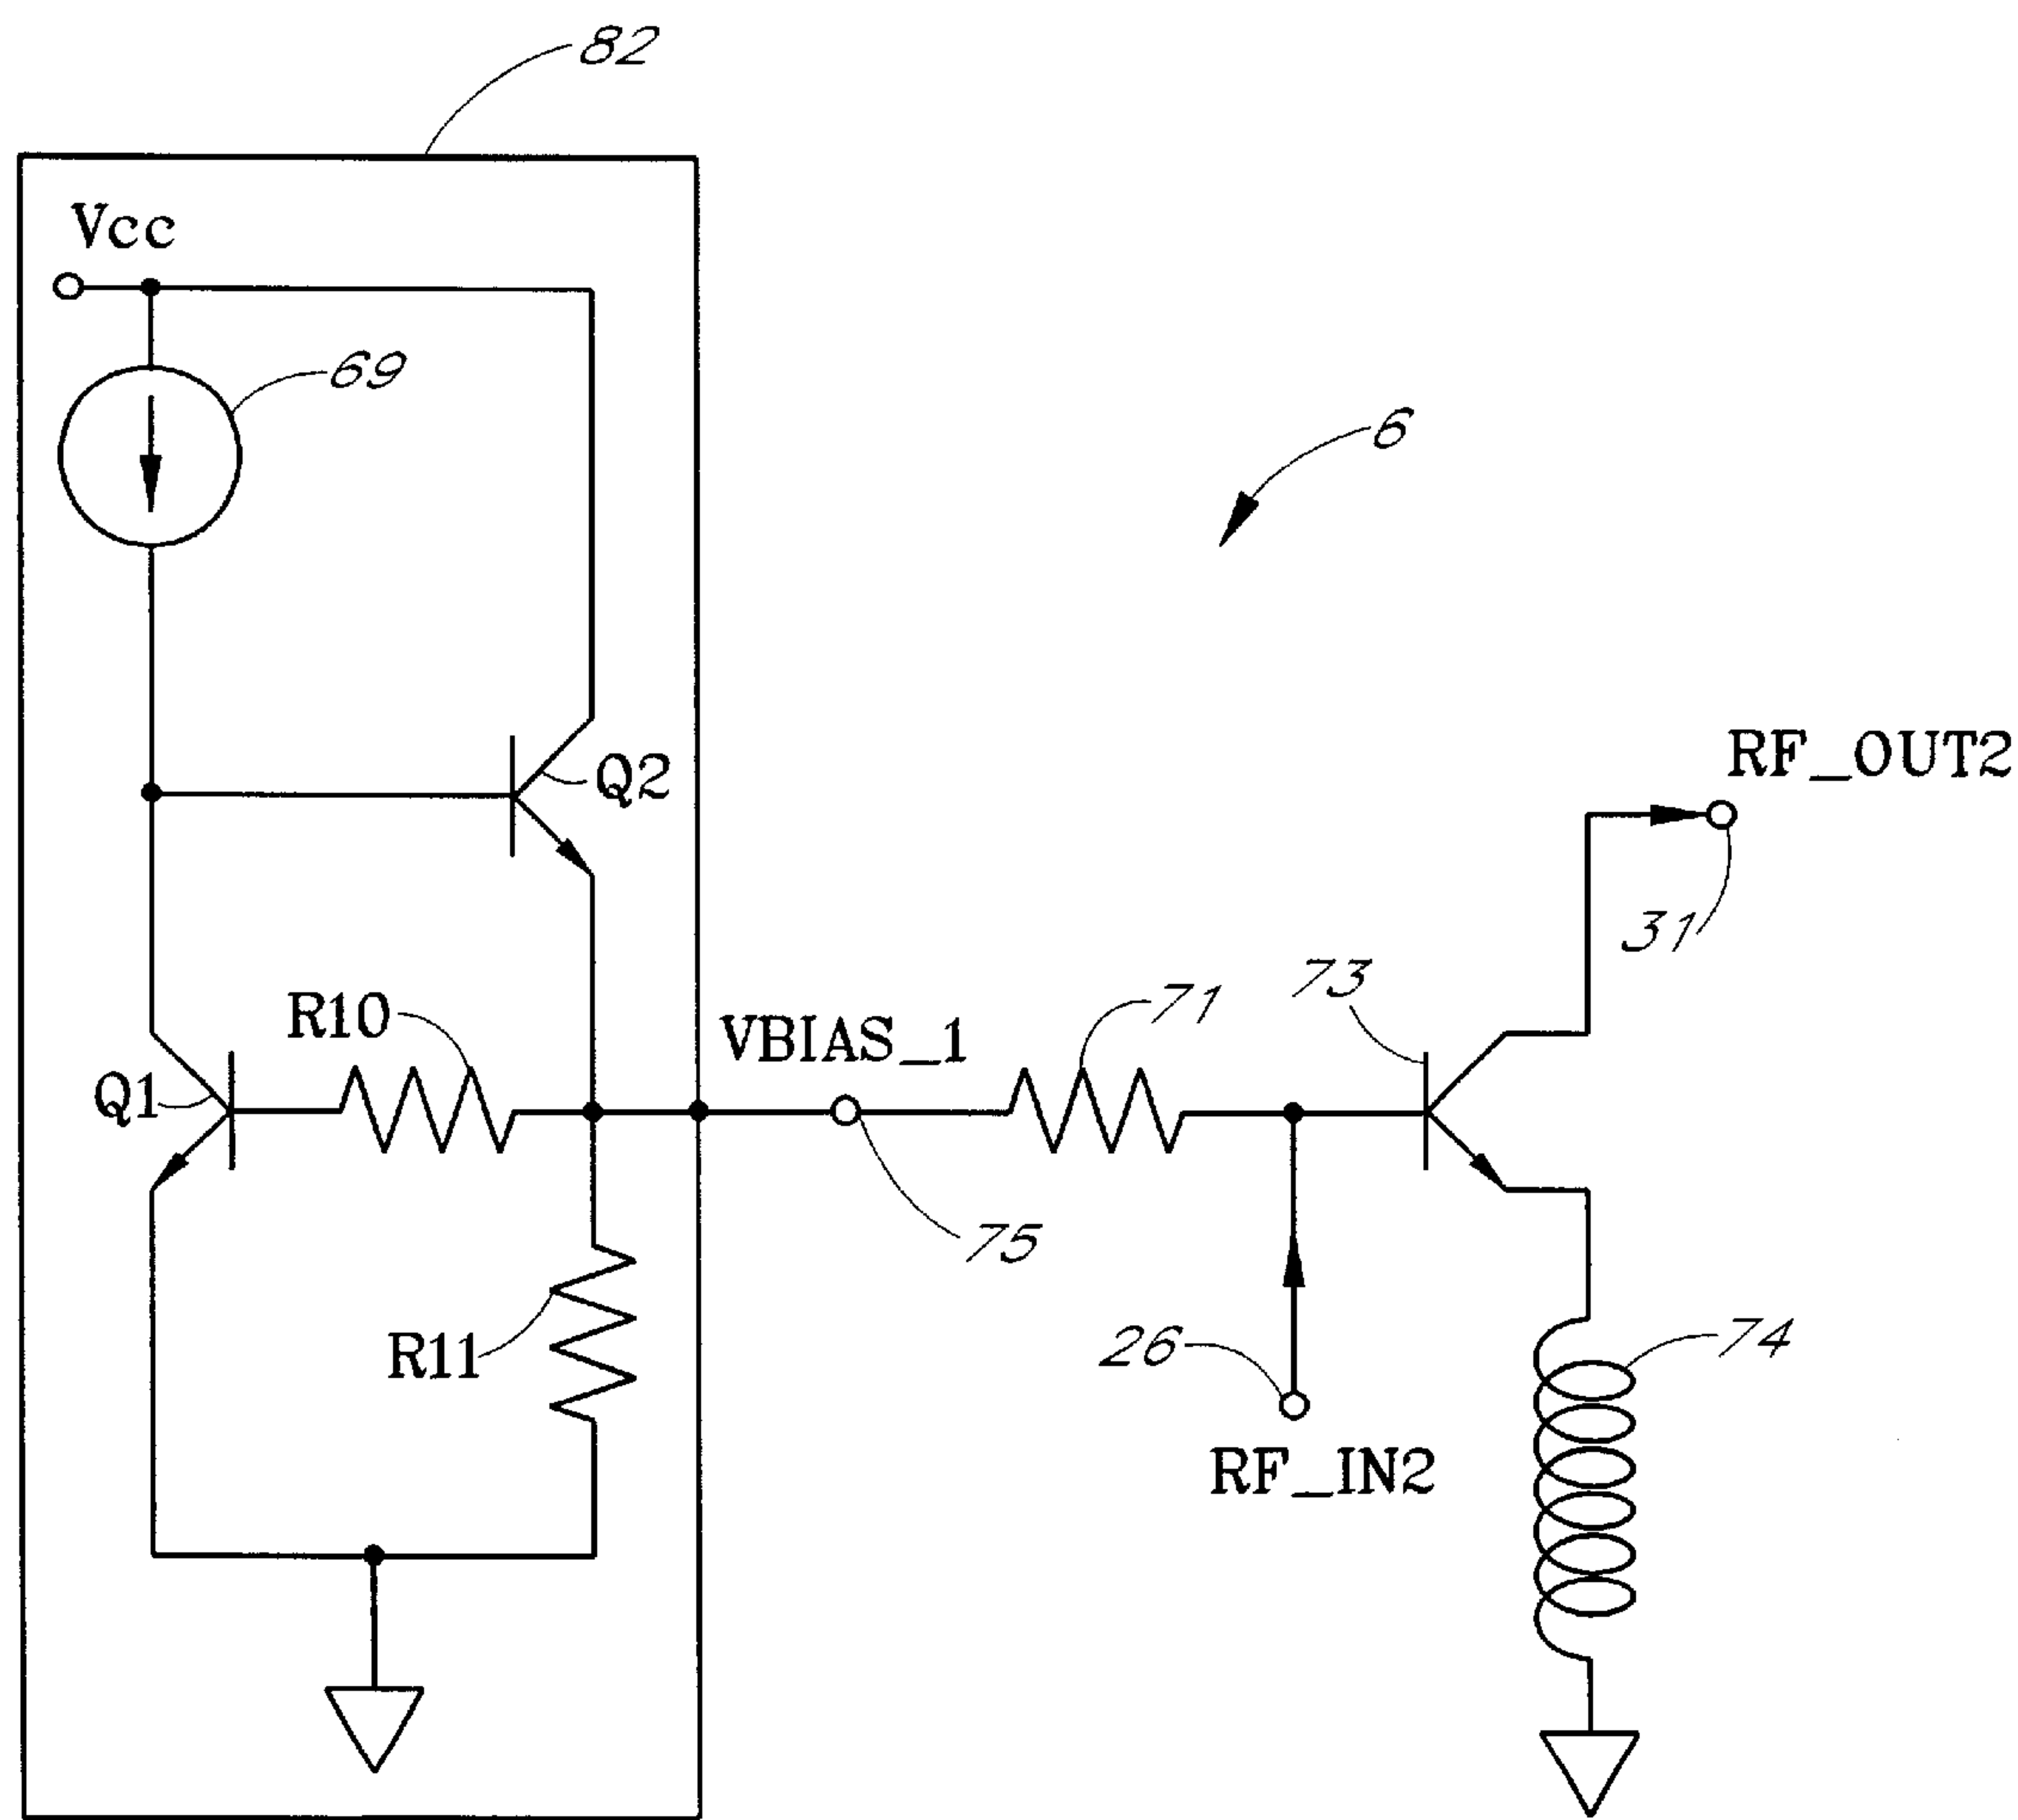 82
Vcc
69
6
Q2
RF_OUT2
31
73
71
R10
VBIAS_1
Q1
75
26
74
R11
RF_IN2